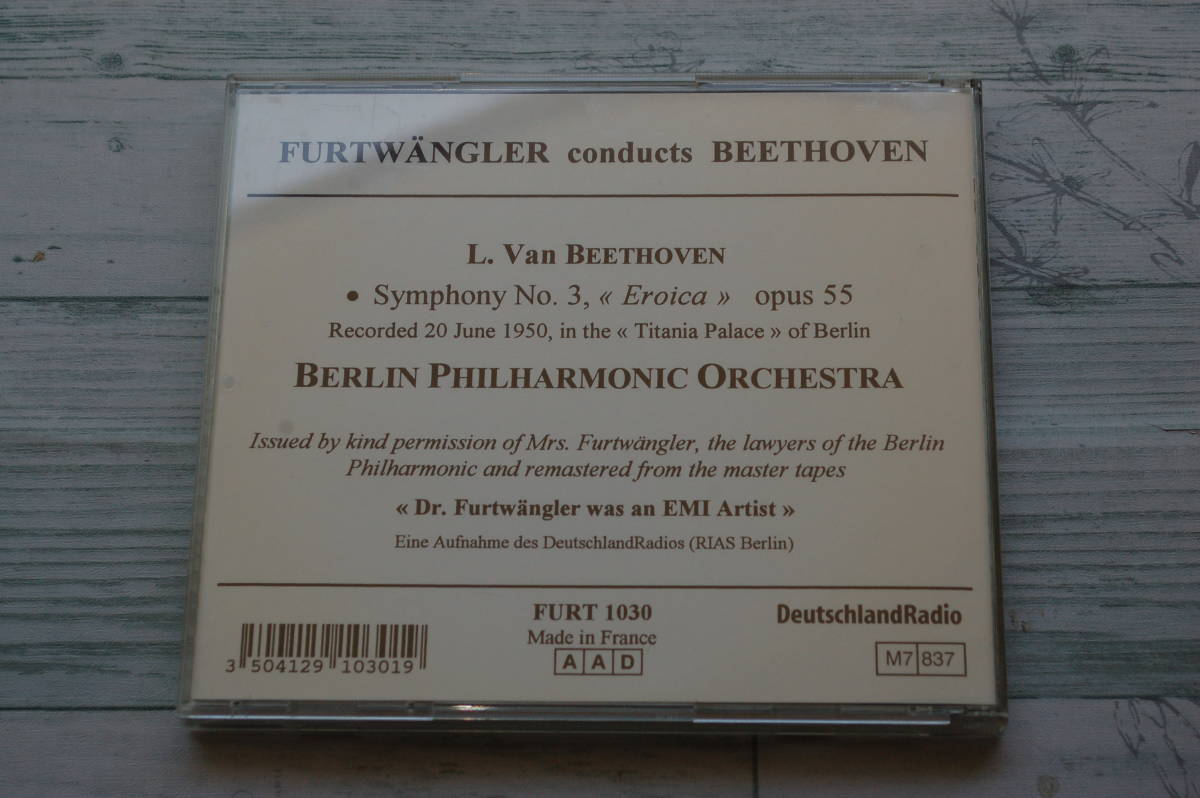 FURTWÄNGLER conducts BEETHOVEN
L. Van BEETHOVEN
• Symphony No. 3, « Eroica » opus 55
Recorded 20 June 1950, in the « Titania Palace » of Berlin
BERLIN PHILHARMONIC ORCHESTRA
Issued by kind permission of Mrs. Furtwängler, the lawyers of the Berlin
Philharmonic and remastered from the master tapes
« Dr. Furtwängler was an EMI Artist »
Eine Aufnahme des DeutschlandRadios (RIAS Berlin)
3 504129 103019
FURT 1030
Made in France
A A D
DeutschlandRadio
M7 837